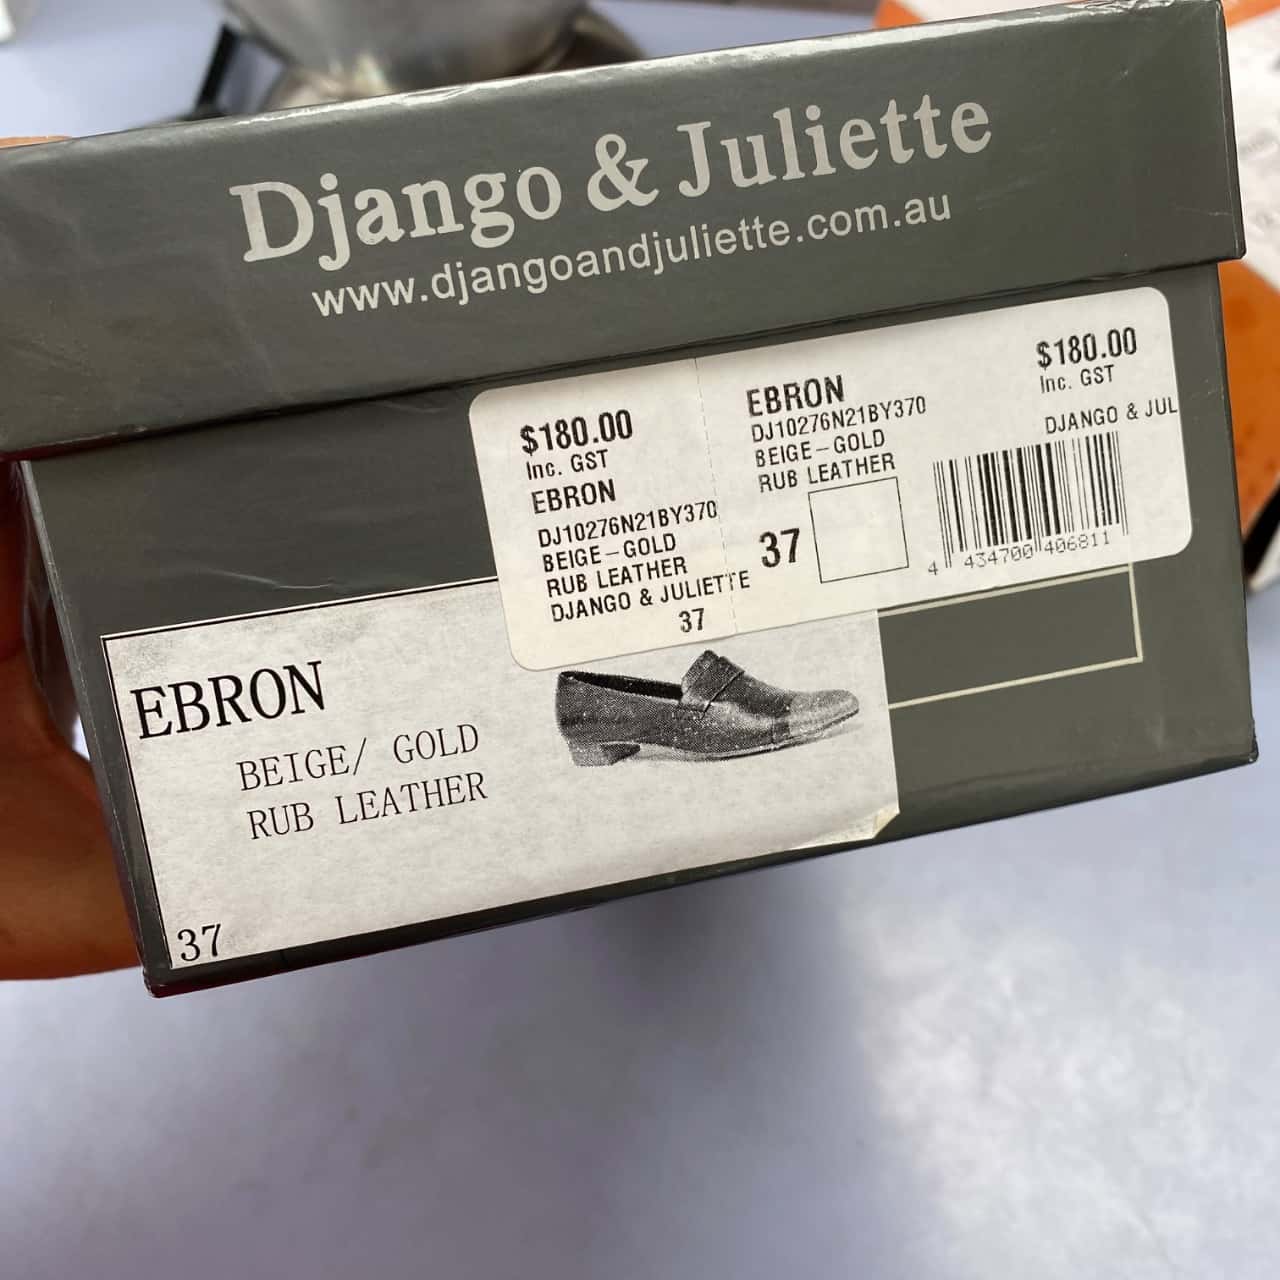 Django & Juliette
www.djangoandjuliette.com.au
$180.00
Inc. GST
EBRON
DJ10276N21BY370
BEIGE-GOLD
RUB LEATHER
DJANGO & JULIETTE
37
EBRON
DJ10276N21BY370
BEIGE-GOLD
RUB LEATHER
37
$180.00
Inc. GST
DJANGO & JUL
4 434700 406811
EBRON
BEIGE/ GOLD
RUB LEATHER
37